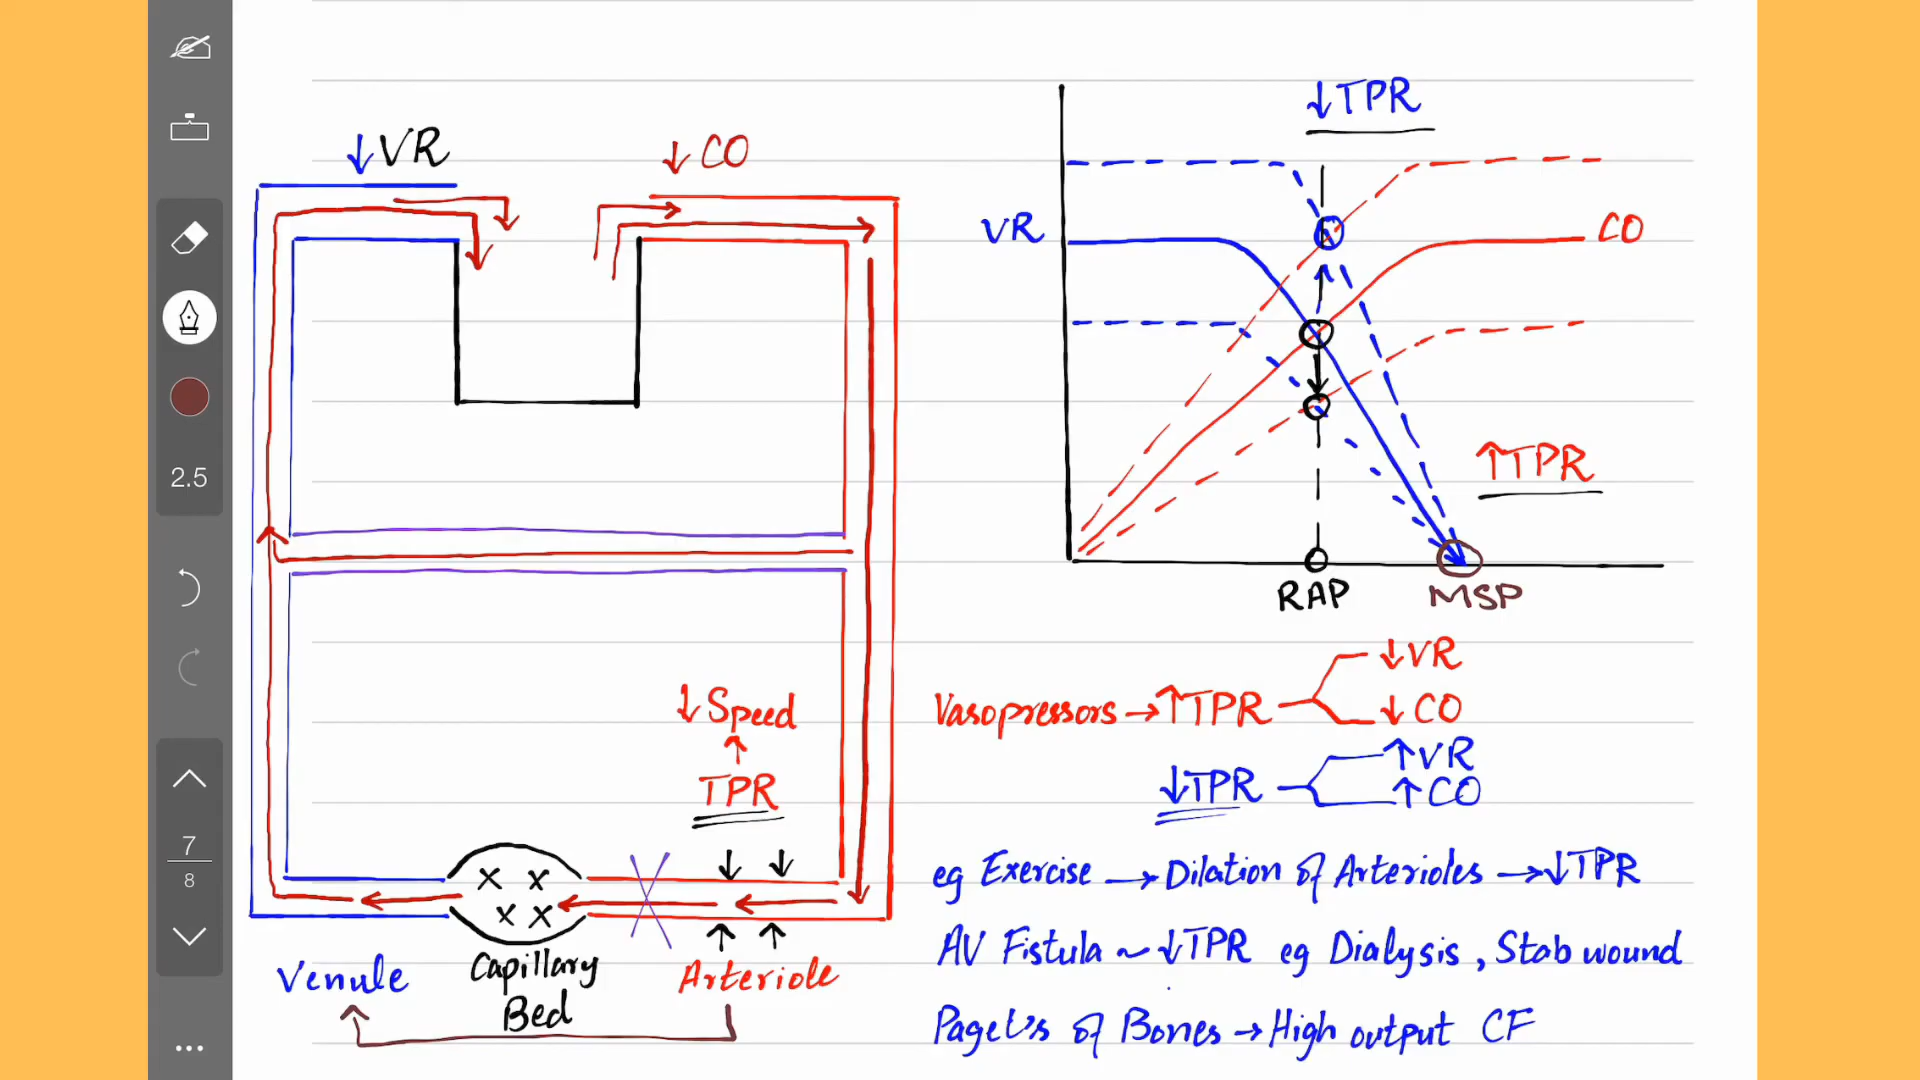 ↓VR
↓ CO
2.5
7
8
↓ Speed
↑
TPR
Venule
Capillary
Bed
Arteriole
↓TPR
VR
CO
↑TPR
RAP
MSP
Vasopressors → ↑TPR
↓VR
↓ CO
↓TPR
↑VR
↑ CO
eg Exercise → Dilation of Arterioles → ↓TPR
AV Fistula ~ ↓TPR eg Dialysis, Stab wound
Paget's of Bones → High output CF